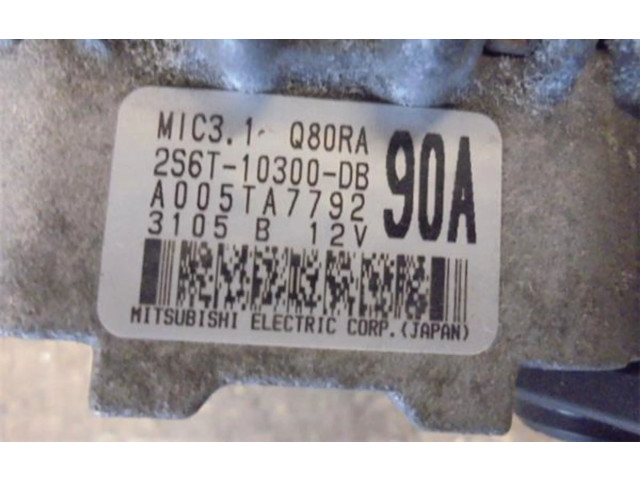 MIC3.1 Q80RA
90A
2S6T-10300-DB
A005TA7792
3105 B 12V
MITSUBISHI ELECTRIC CORP.(JAPAN)